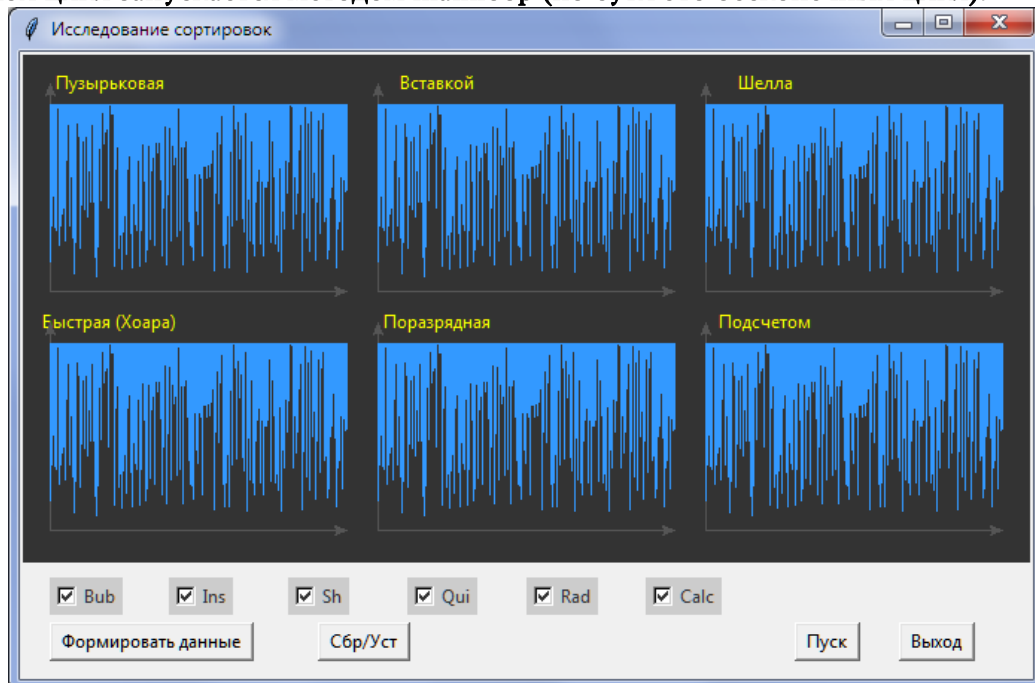 Исследование сортировок
Пузырьковая Вставкой Шелла
Быстрая (Хоара) Поразрядная Подсчетом
Bub Ins Sh Qui Rad Calc
Формировать данные Сбр/Уст Пуск Выход